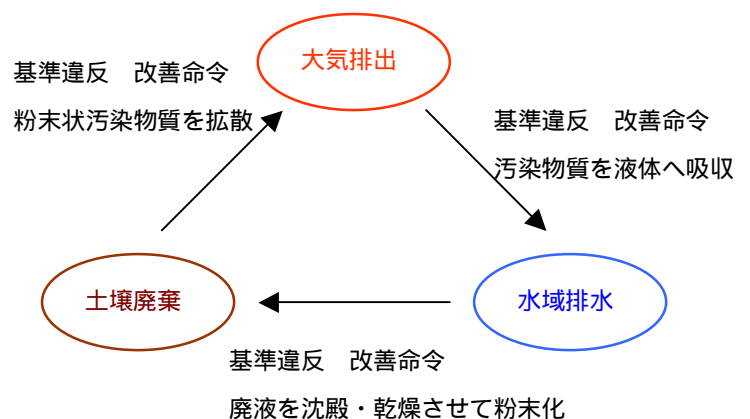 大気排出
基準違反　改善命令
粉末状汚染物質を拡散
基準違反　改善命令
汚染物質を液体へ吸収
土壌廃棄
水域排水
基準違反　改善命令
廃液を沈殿・乾燥させて粉末化